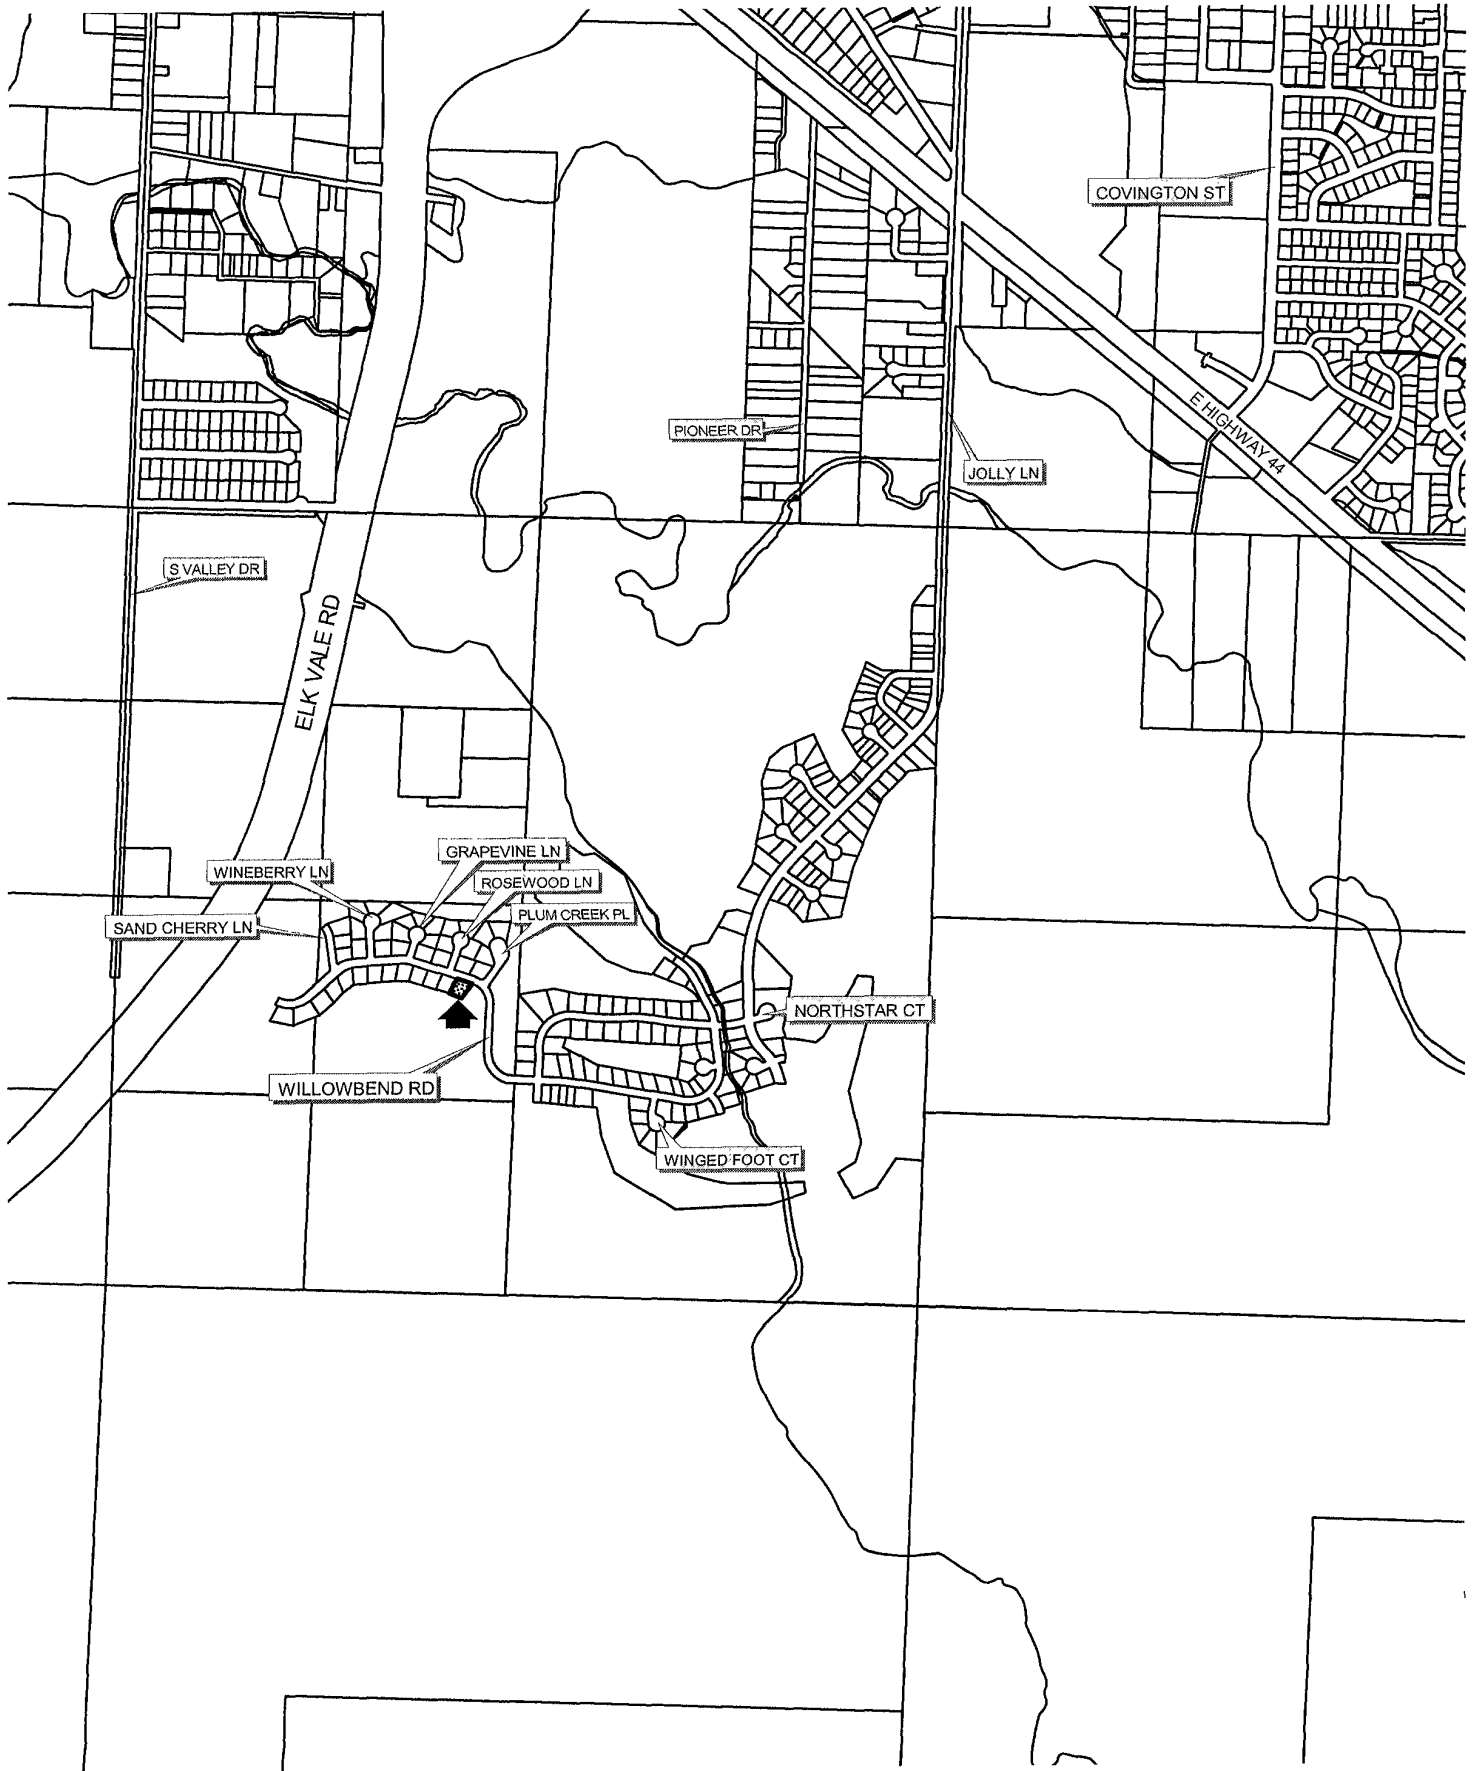 COVINGTON ST
E HIGHWAY 44
PIONEER DR
JOLLY LN
S VALLEY DR
ELK VALE RD
GRAPEVINE LN
WINEBERRY LN
ROSEWOOD LN
PLUM CREEK PL
SAND CHERRY LN
NORTHSTAR CT
WILLOWBEND RD
WINGED FOOT CT